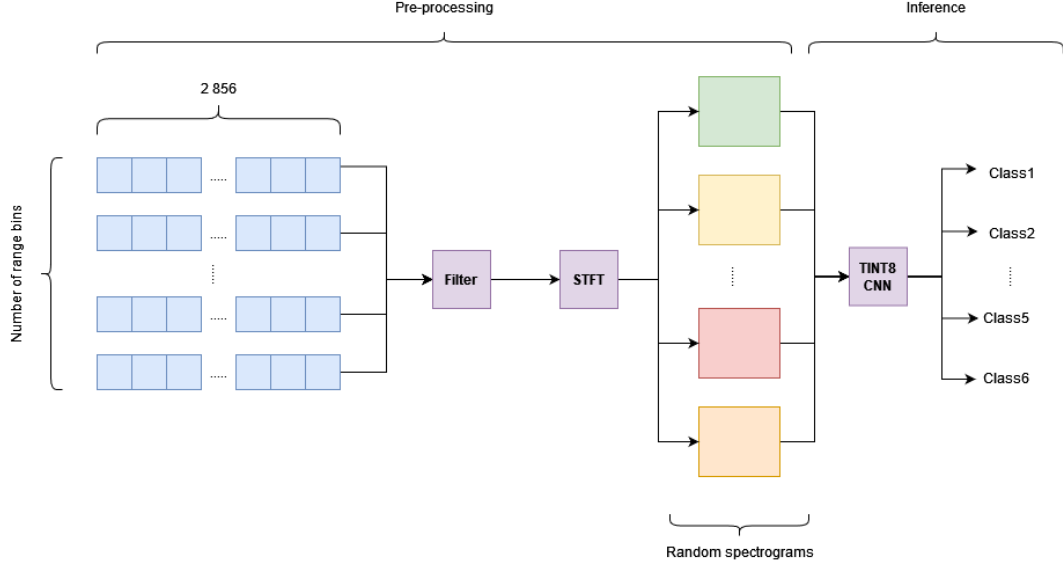 Pre-processing
Inference
2 856
Number of range bins
.....
.....
.....
.....
.....
.....
.....
Filter
STFT
TINT8
CNN
Class1
Class2
Class5
Class6
Random spectrograms